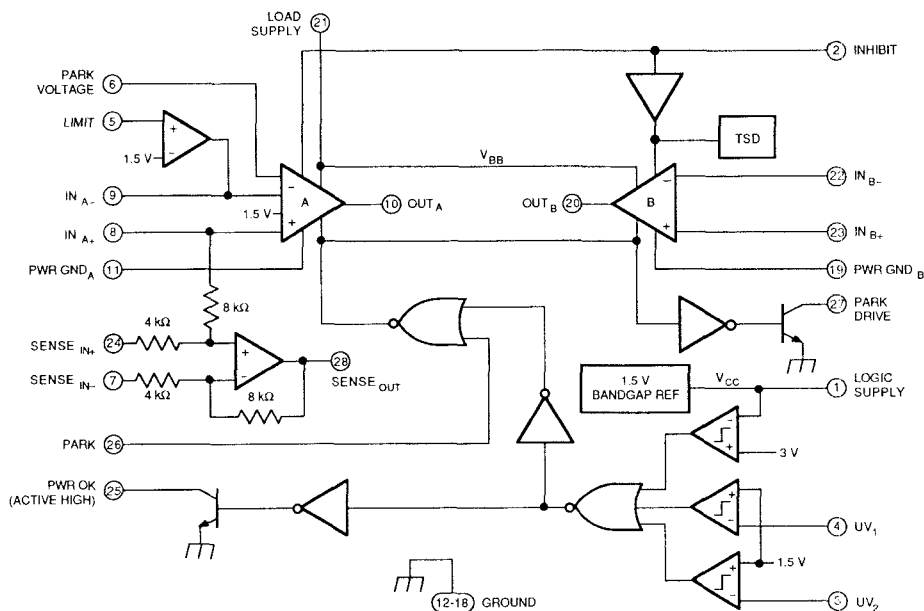 LOAD SUPPLY 21
2 INHIBIT
PARK VOLTAGE 6
LIMIT 5
+
−
1.5 V
TSD
V BB
IN A− 9
−
A
1.5 V
+
10 OUT A
OUT B 20
−
B
+
22 IN B−
IN A+ 8
23 IN B+
PWR GND A 11
19 PWR GND B
27 PARK DRIVE
8 kΩ
4 kΩ
SENSE IN+ 24
+
−
28 SENSE OUT
SENSE IN− 7
4 kΩ
8 kΩ
1.5 V BANDGAP REF
V CC
1 LOGIC SUPPLY
−
+
3 V
PARK 26
PWR OK (ACTIVE HIGH) 25
+
−
4 UV1
1.5 V
+
−
3 UV2
12-18 GROUND